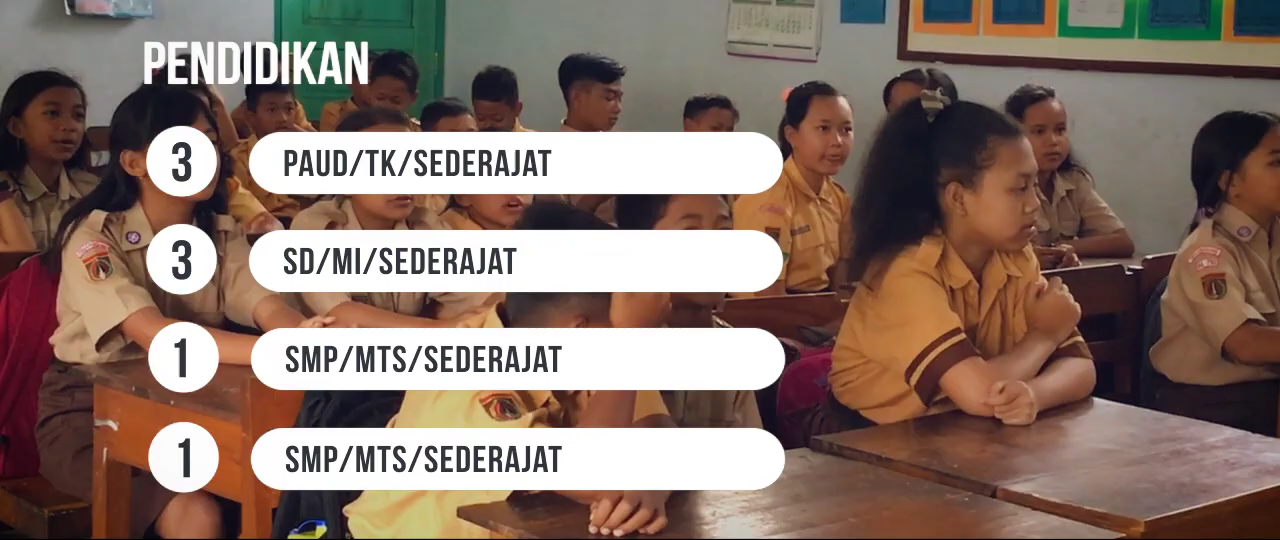 PENDIDIKAN
3 PAUD/TK/SEDERAJAT
3 SD/MI/SEDERAJAT
1 SMP/MTS/SEDERAJAT
1 SMP/MTS/SEDERAJAT